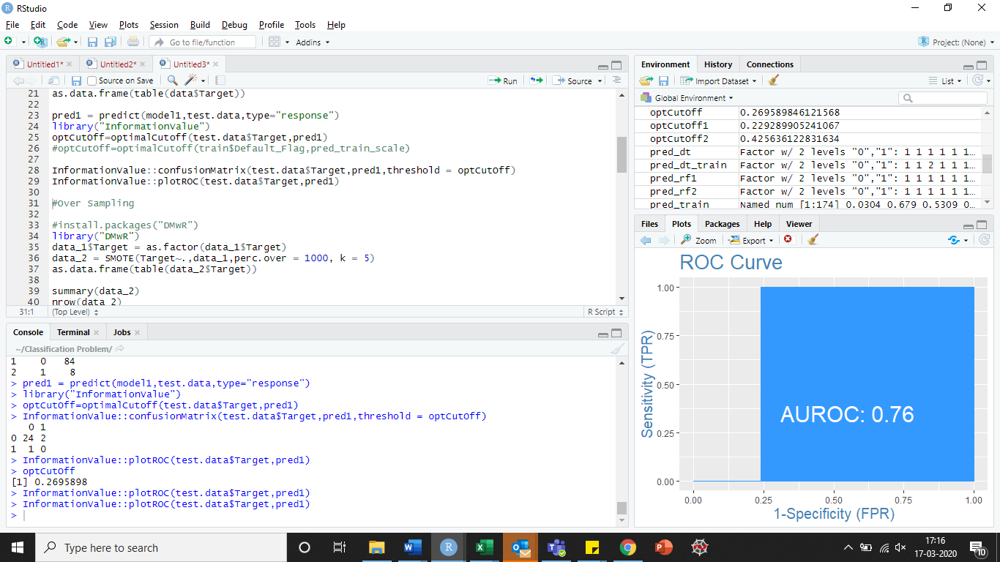 RStudio
File Edit Code View Plots Session Build Debug Profile Tools Help
Go to file/function Addins Project: (None)
Untitled1* Untitled2* Untitled3*
Source on Save Run Source
21 as.data.frame(table(data$Target))
22
23 pred1 = predict(model1,test.data,type="response")
24 library("InformationValue")
25 optCutOff=optimalCutoff(test.data$Target,pred1)
26 #optCutOff=optimalCutoff(train$Default_Flag,pred_train_scale)
27
28 InformationValue::confusionMatrix(test.data$Target,pred1,threshold = optCutOff)
29 InformationValue::plotROC(test.data$Target,pred1)
30
31 #Over Sampling
32
33 #install.packages("DMwR")
34 library("DMwR")
35 data_1$Target = as.factor(data_1$Target)
36 data_2 = SMOTE(Target~.,data_1,perc.over = 1000, k = 5)
37 as.data.frame(table(data_2$Target))
38
39 summary(data_2)
40 nrow(data_2)
31:1 (Top Level) R Script
Console Terminal Jobs
~/Classification Problem/
1 0 84
2 1 8
> pred1 = predict(model1,test.data,type="response")
> library("InformationValue")
> optCutOff=optimalCutoff(test.data$Target,pred1)
> InformationValue::confusionMatrix(test.data$Target,pred1,threshold = optCutOff)
0 1
0 24 2
1 1 0
> InformationValue::plotROC(test.data$Target,pred1)
> optCutOff
[1] 0.2695898
> InformationValue::plotROC(test.data$Target,pred1)
> InformationValue::plotROC(test.data$Target,pred1)
>
Environment History Connections
Import Dataset List
Global Environment
optCutOff 0.269589846121568
optCutoff1 0.229289905241067
optCutoff2 0.425636122831634
pred_dt Factor w/ 2 levels "0","1": 1 1 1 1 1 1…
pred_dt_train Factor w/ 2 levels "0","1": 1 1 2 1 1 1…
pred_rf1 Factor w/ 2 levels "0","1": 1 1 1 1 1 1…
pred_rf2 Factor w/ 2 levels "0","1": 1 1 1 1 1 1…
pred_train Named num [1:174] 0.0304 0.679 0.5309 0…
Files Plots Packages Help Viewer
Zoom Export
ROC Curve
1.00
0.75
0.50
0.25
0.00
Sensitivity (TPR)
AUROC: 0.76
0.00 0.25 0.50 0.75 1.00
1-Specificity (FPR)
Type here to search
17:16
17-03-2020
10